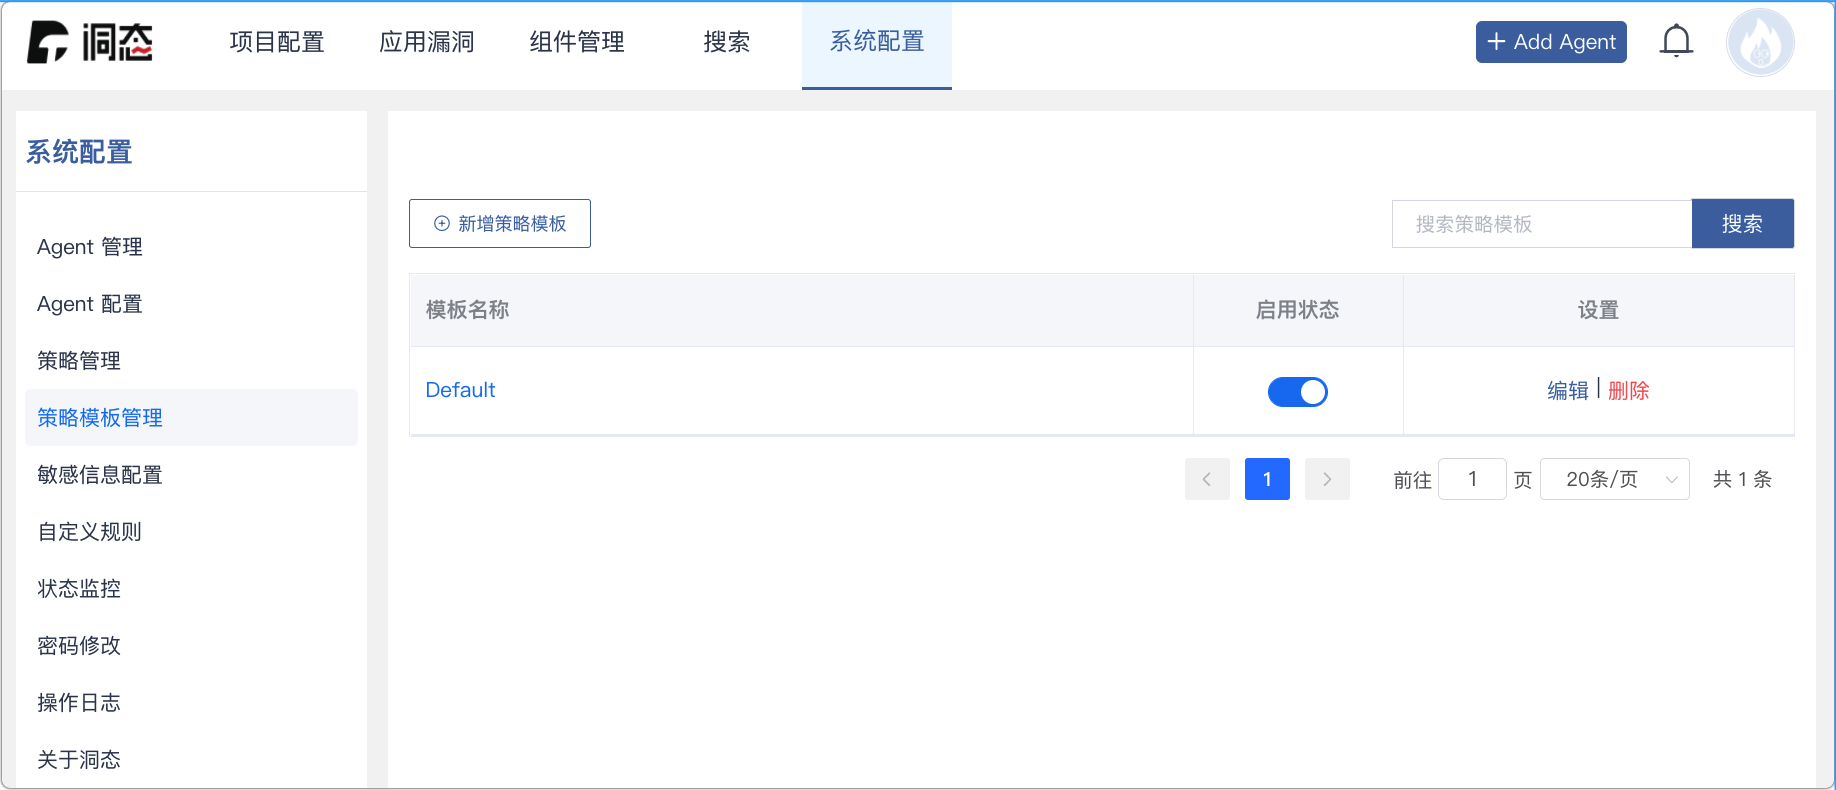 洞态
项目配置
应用漏洞
组件管理
搜索
系统配置
Add Agent
系统配置
Agent 管理
Agent 配置
策略管理
策略模板管理
敏感信息配置
自定义规则
状态监控
密码修改
操作日志
关于洞态
新增策略模板
搜索策略模板
搜索
模板名称
启用状态
设置
Default
编辑 | 删除
1
前往 1 页
20条/页
共 1 条